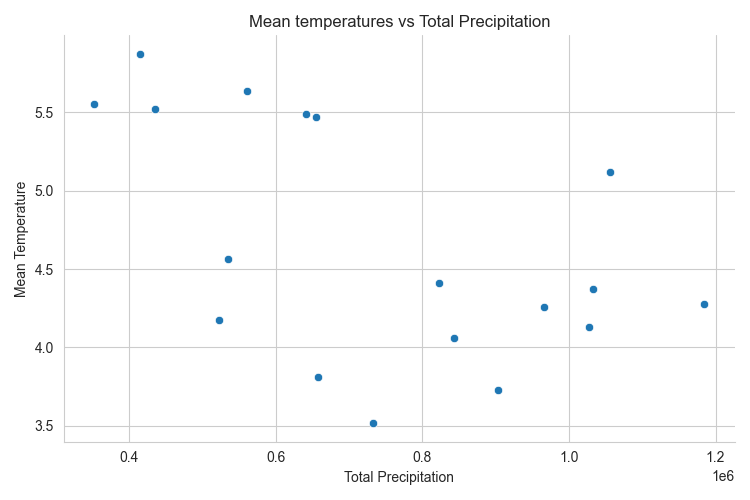 Mean temperatures vs Total Precipitation
Mean Temperature
5.5
5.0
4.5
4.0
3.5
0.4 0.6 0.8 1.0 1.2
1e6
Total Precipitation